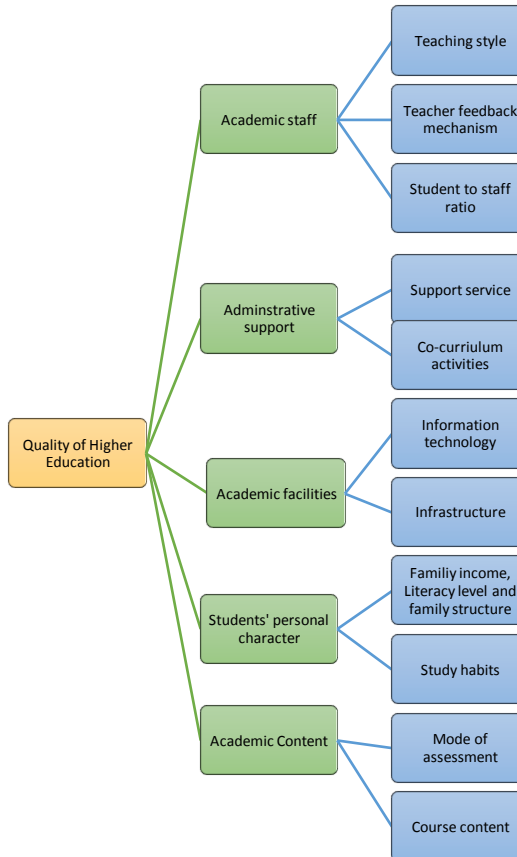 Teaching style
Academic staff
Teacher feedback
mechanism
Student to staff
ratio
Adminstrative
support
Support service
Co-curriulum
activities
Quality of Higher
Education
Information
technology
Academic facilities
Infrastructure
Familiy income,
Literacy level and
family structure
Students' personal
character
Study habits
Academic Content
Mode of
assessment
Course content